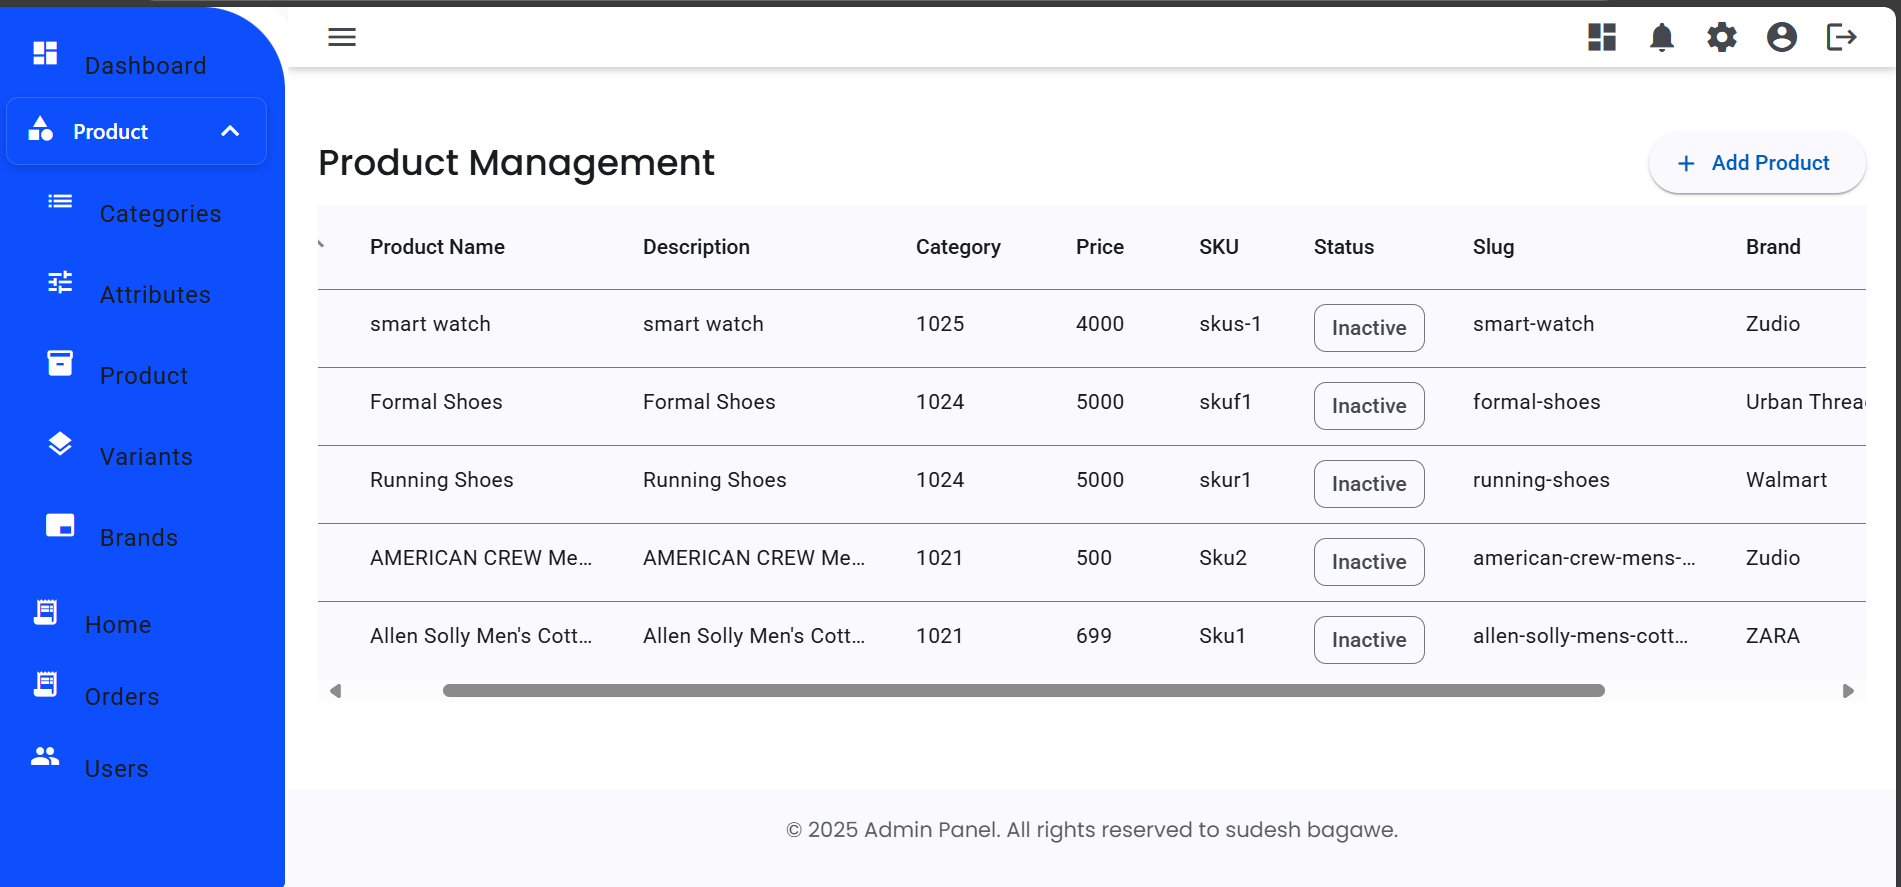 Dashboard
Product
Categories
Attributes
Product
Variants
Brands
Home
Orders
Users
Product Management
Add Product
Product Name Description Category Price SKU Status Slug Brand
smart watch smart watch 1025 4000 skus-1 Inactive smart-watch Zudio
Formal Shoes Formal Shoes 1024 5000 skuf1 Inactive formal-shoes Urban Threa
Running Shoes Running Shoes 1024 5000 skur1 Inactive running-shoes Walmart
AMERICAN CREW Me... AMERICAN CREW Me... 1021 500 Sku2 Inactive american-crew-mens-... Zudio
Allen Solly Men's Cott... Allen Solly Men's Cott... 1021 699 Sku1 Inactive allen-solly-mens-cott... ZARA
© 2025 Admin Panel. All rights reserved to sudesh bagawe.